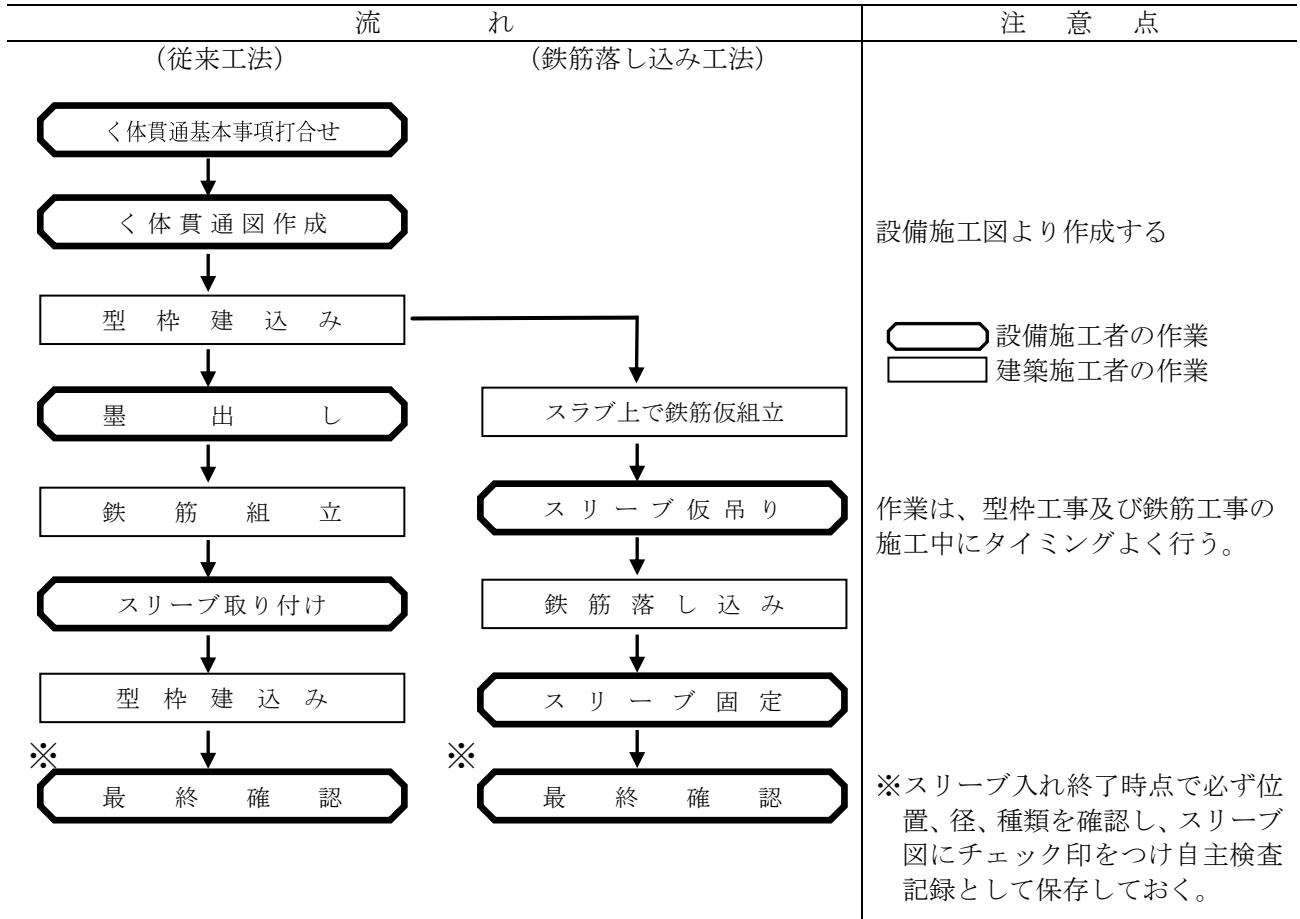 流れ
注意点
(従来工法)
(鉄筋落し込み工法)
く体貫通基本事項打合せ
く体貫通図作成
設備施工図より作成する
型枠建込み
設備施工者の作業
建築施工者の作業
墨出し
スラブ上で鉄筋仮組立
鉄筋組立
スリーブ仮吊り
作業は、型枠工事及び鉄筋工事の
施工中にタイミングよく行う。
スリーブ取り付け
鉄筋落し込み
型枠建込み
スリーブ固定
※
※
最終確認
最終確認
※スリーブ入れ終了時点で必ず位
置、径、種類を確認し、スリーブ
図にチェック印をつけ自主検査
記録として保存しておく。